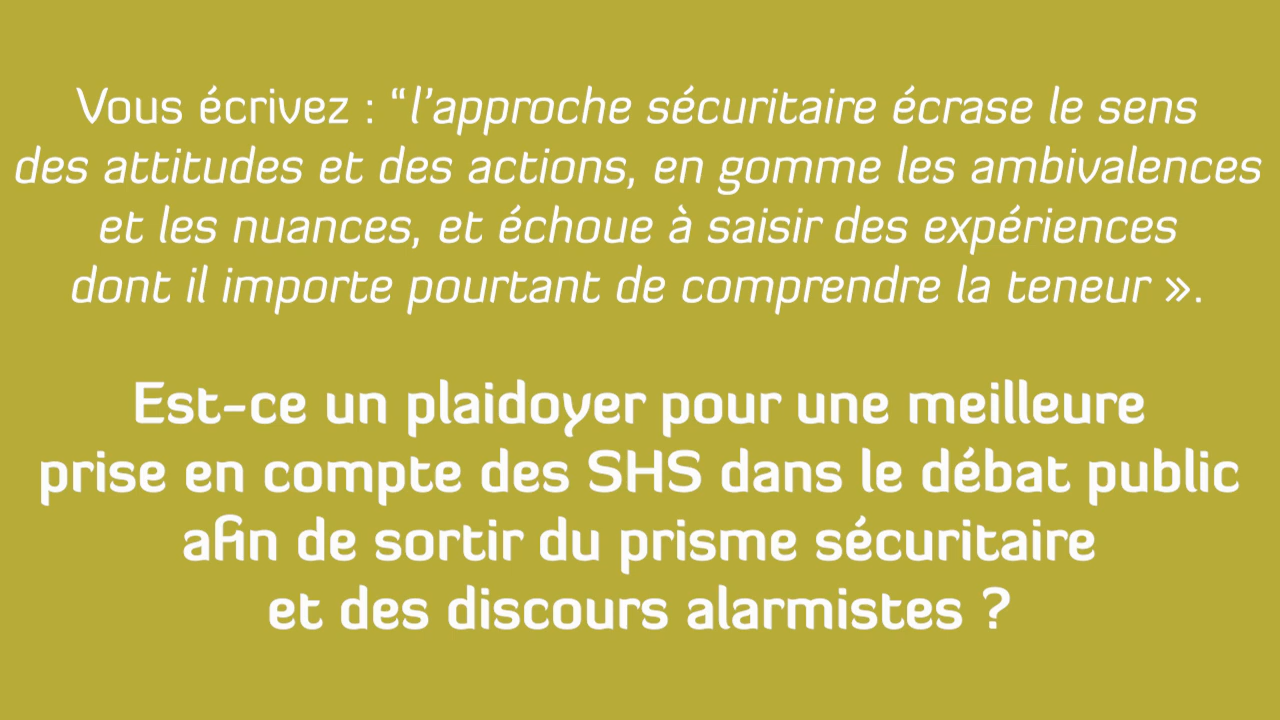 Vous écrivez : “l’approche sécuritaire écrase le sens
des attitudes et des actions, en gomme les ambivalences
et les nuances, et échoue à saisir des expériences
dont il importe pourtant de comprendre la teneur ».
Est-ce un plaidoyer pour une meilleure
prise en compte des SHS dans le débat public
afin de sortir du prisme sécuritaire
et des discours alarmistes ?